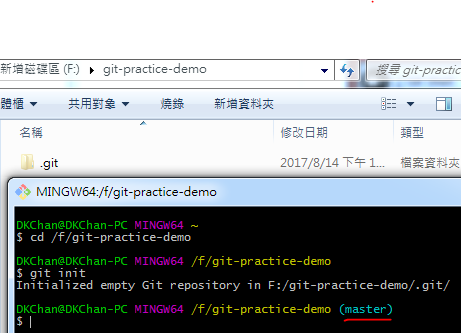 新增磁碟區 (F:) ▸ git-practice-demo
搜尋 git-practic
體櫃 共用對象 燒錄 新增資料夾
名稱 修改日期 類型
.git 2017/8/14 下午 1... 檔案資料夾
MINGW64:/f/git-practice-demo
DKChan@DKChan-PC MINGW64 ~
$ cd /f/git-practice-demo
DKChan@DKChan-PC MINGW64 /f/git-practice-demo
$ git init
Initialized empty Git repository in F:/git-practice-demo/.git/
DKChan@DKChan-PC MINGW64 /f/git-practice-demo (master)
$